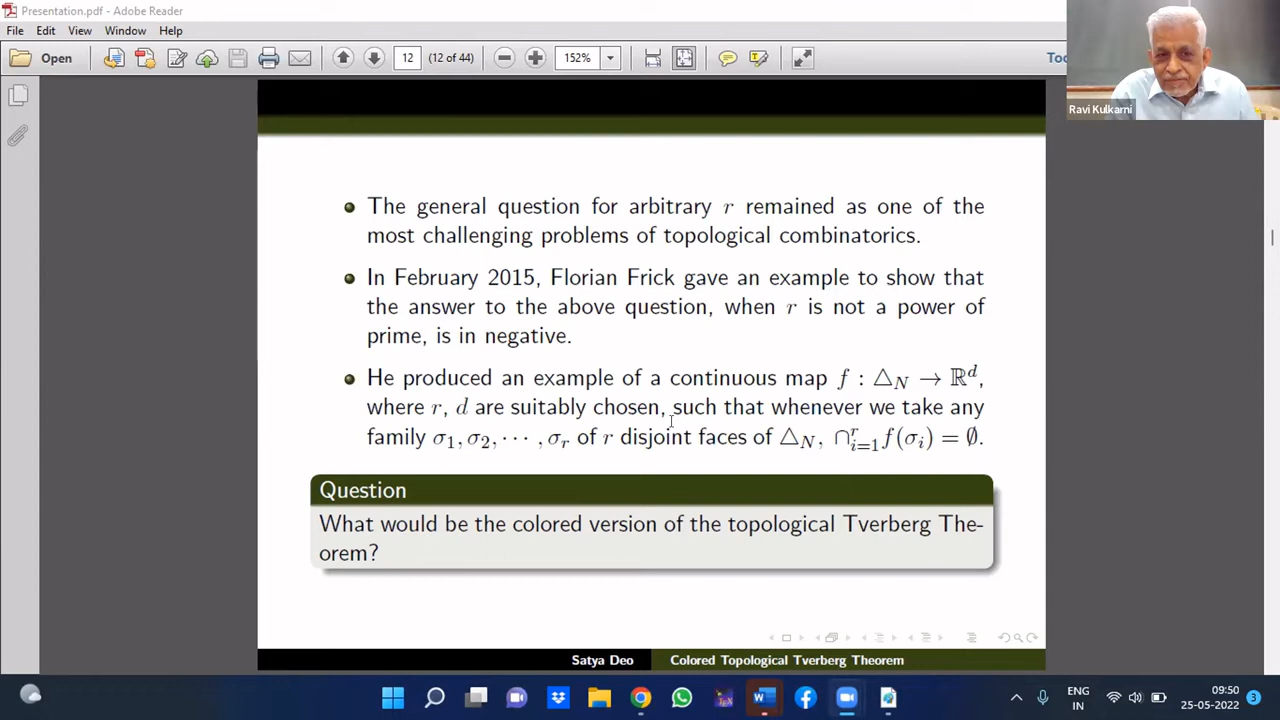 Presentation.pdf - Adobe Reader
File Edit View Window Help
Open 12 (12 of 44) 152% Too
Ravi Kulkarni
• The general question for arbitrary r remained as one of the
most challenging problems of topological combinatorics.
• In February 2015, Florian Frick gave an example to show that
the answer to the above question, when r is not a power of
prime, is in negative.
• He produced an example of a continuous map f : △_N → ℝ^d,
where r, d are suitably chosen, such that whenever we take any
family σ₁, σ₂, ··· , σ_r of r disjoint faces of △_N, ∩_{i=1}^r f(σ_i) = ∅.
Question
What would be the colored version of the topological Tverberg The-
orem?
Satya Deo Colored Topological Tverberg Theorem
ENG
IN
09:50
25-05-2022
3